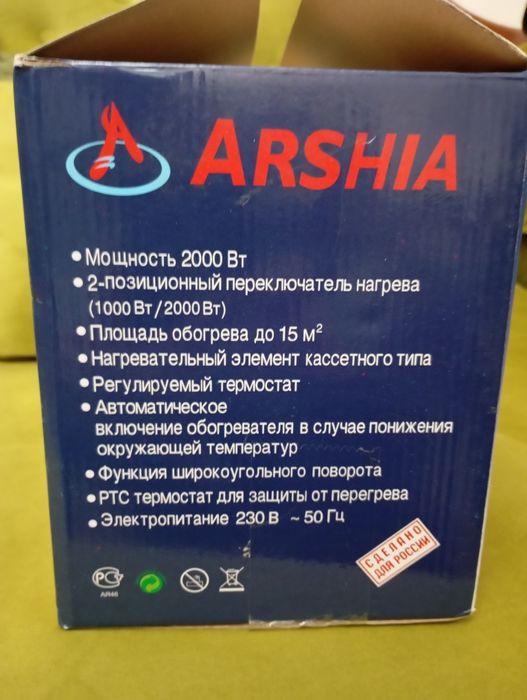 ARSHIA
• Мощность 2000 Вт
• 2-позиционный переключатель нагрева
(1000 Вт/2000 Вт)
• Площадь обогрева до 15 м²
• Нагревательный элемент кассетного типа
• Регулируемый термостат
• Автоматическое
включение обогревателя в случае понижения
окружающей температур
• Функция широкоугольного поворота
• РТС термостат для защиты от перегрева
• Электропитание 230 В ~ 50 Гц
СДЕЛАНО
ДЛЯ РОССИИ
АЯ46